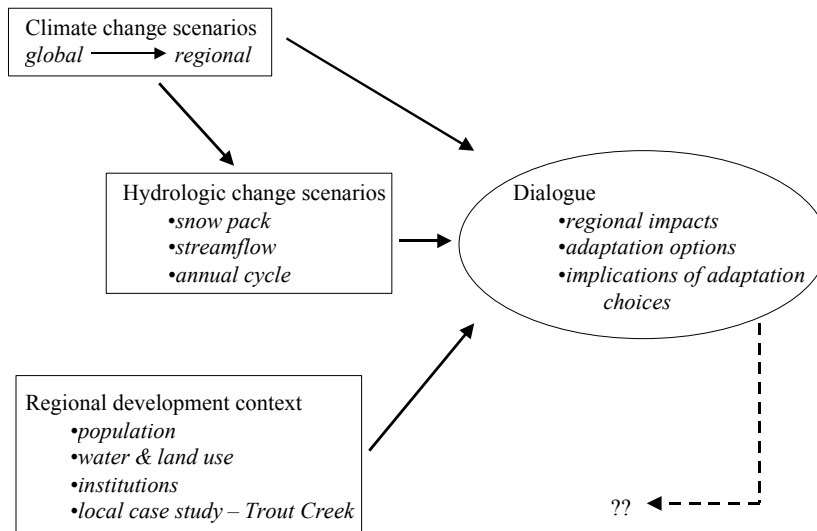 Climate change scenarios
global regional
Hydrologic change scenarios
•snow pack
•streamflow
•annual cycle
Dialogue
•regional impacts
•adaptation options
•implications of adaptation
choices
Regional development context
•population
•water & land use
•institutions
•local case study – Trout Creek
??